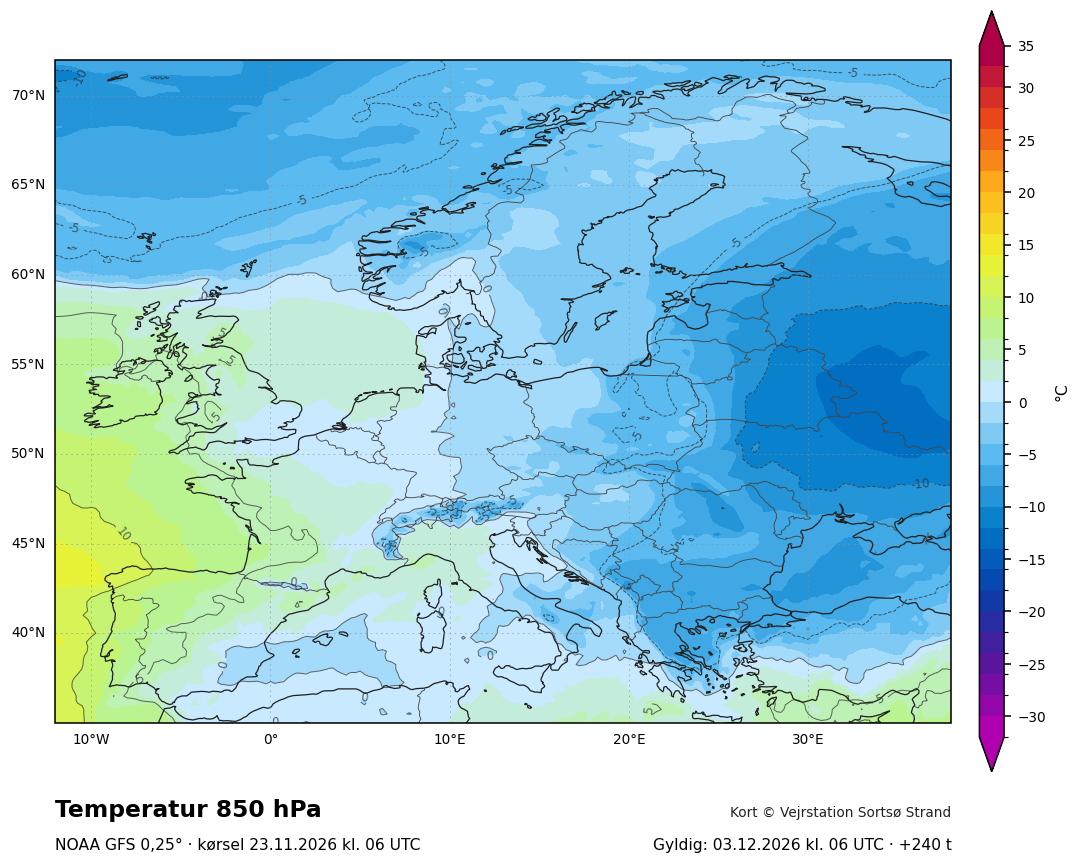 70°N
65°N
60°N
55°N
50°N
45°N
40°N
10°W 0° 10°E 20°E 30°E
35
30
25
20
15
10
5
0
−5
−10
−15
−20
−25
−30
°C
Temperatur 850 hPa
Kort © Vejrstation Sortsø Strand
NOAA GFS 0,25° · kørsel 23.11.2026 kl. 06 UTC
Gyldig: 03.12.2026 kl. 06 UTC · +240 t